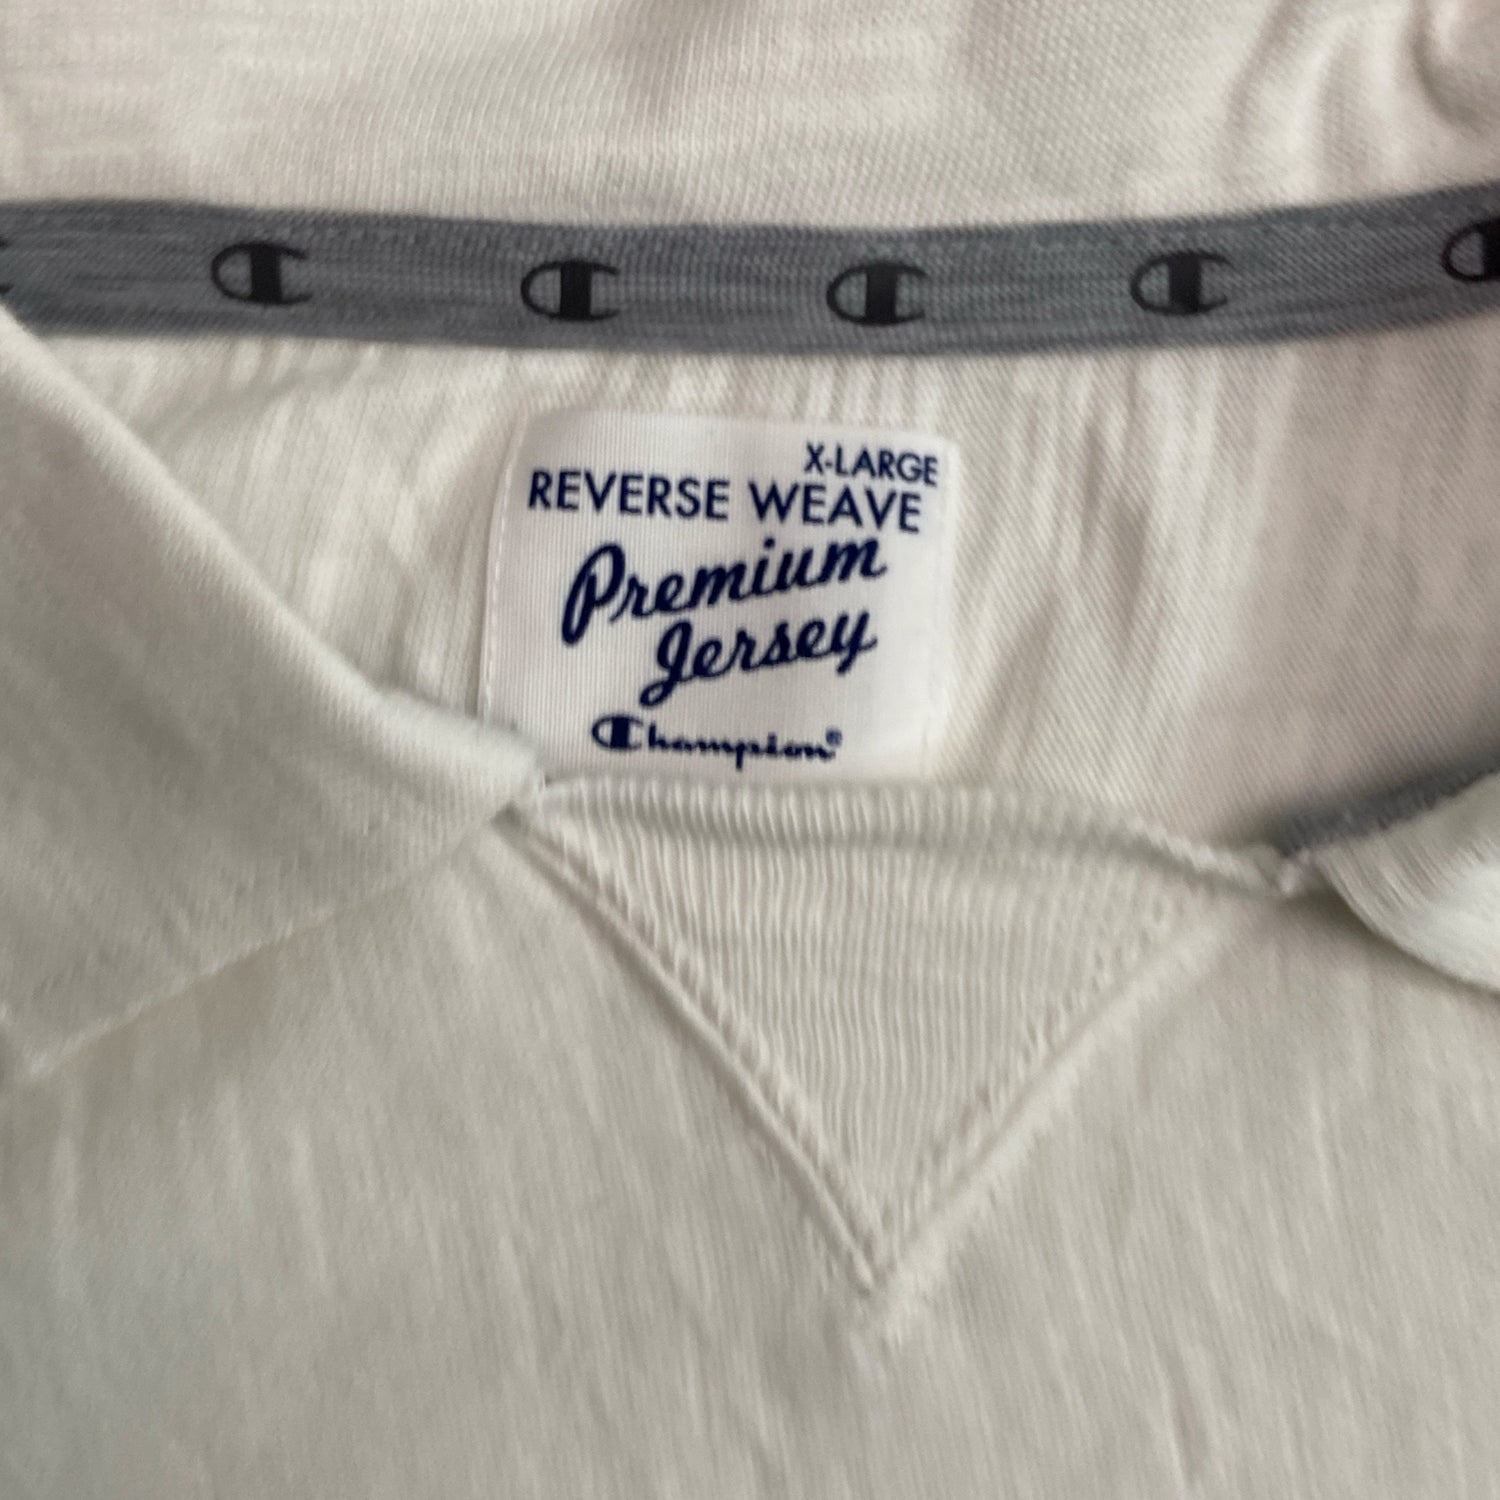 X-LARGE
REVERSE WEAVE
Premium
Jersey
Champion®